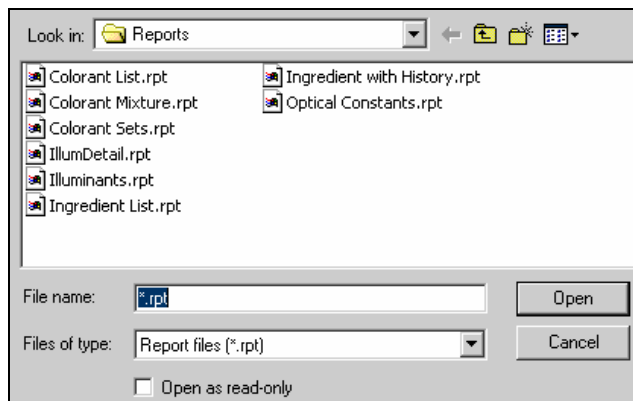 Look in: Reports
Colorant List.rpt
Colorant Mixture.rpt
Colorant Sets.rpt
IllumDetail.rpt
Illuminants.rpt
Ingredient List.rpt
Ingredient with History.rpt
Optical Constants.rpt
File name: *.rpt Open
Files of type: Report files (*.rpt) Cancel
Open as read-only